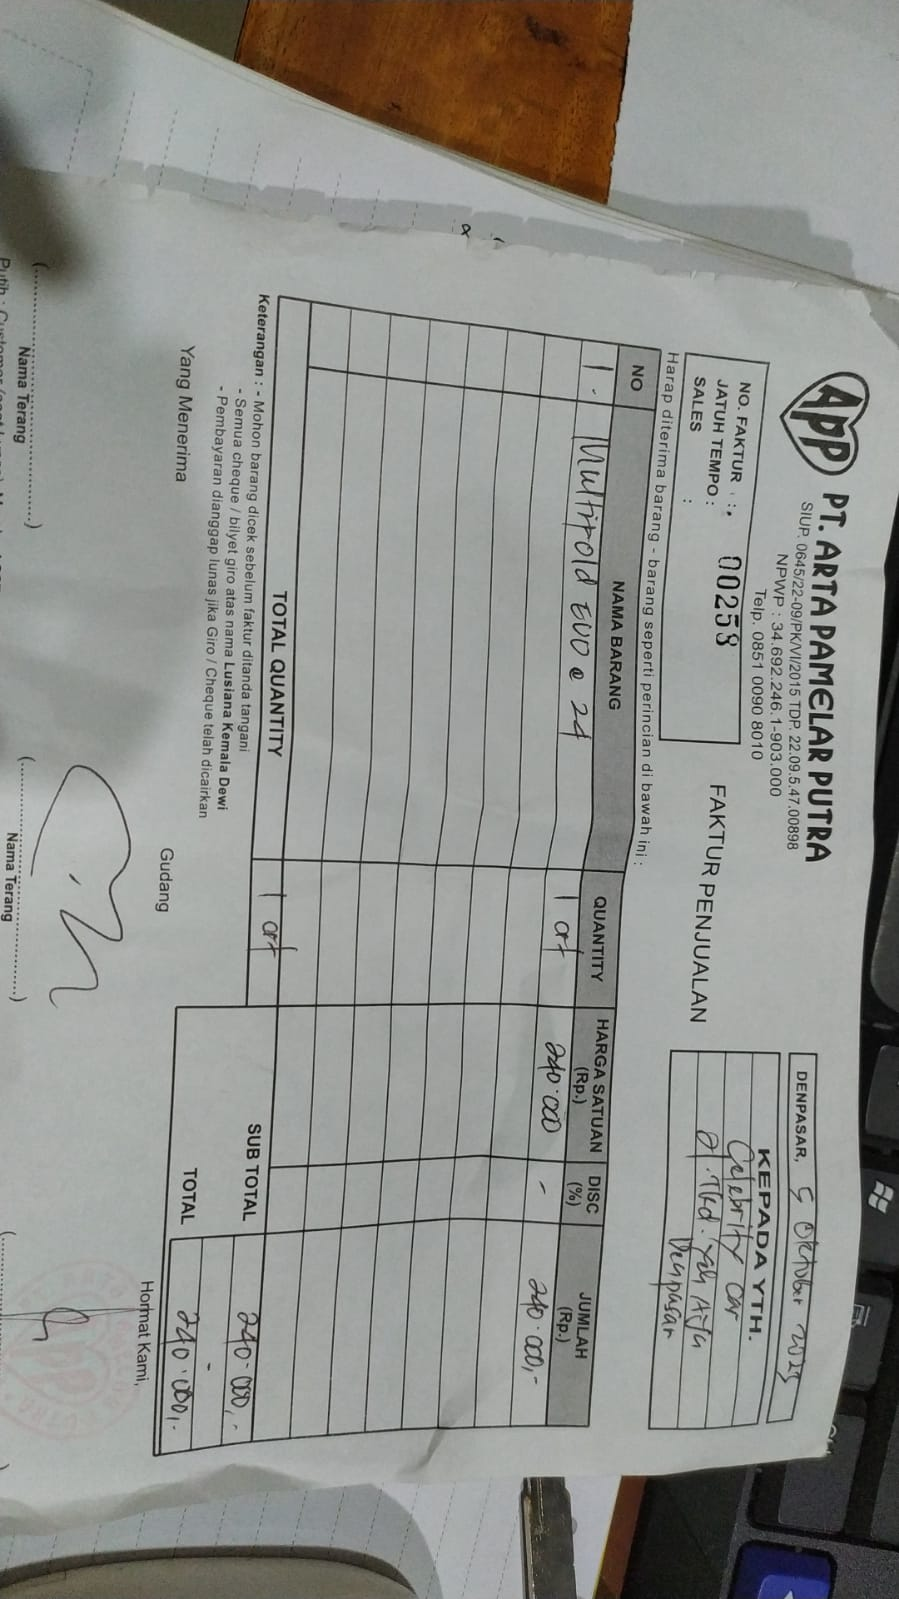 APP
PT. ARTA PAMELAR PUTRA
SIUP. 0645/22-09/PK/VI/2015 TDP. 22.09.5.47.00898
NPWP : 34.692.246.1-903.000
Telp. 0851 0090 8010
DENPASAR, 5 Oktober 2023
KEPADA YTH.
Celebrity Car
Jl. Tkd.
Denpasar
NO. FAKTUR : 00253
JATUH TEMPO :
SALES :
FAKTUR PENJUALAN
Harap diterima barang - barang seperti perincian di bawah ini :
NO NAMA BARANG QUANTITY HARGA SATUAN (Rp.) DISC (%) JUMLAH (Rp.)
1. Multifold EVO @ 24 1 crt 240.000 - 240.000,-
TOTAL QUANTITY 1 crt
SUB TOTAL 240.000,-
-
TOTAL 240.000,-
Keterangan : - Mohon barang dicek sebelum faktur ditanda tangani
- Semua cheque / bilyet giro atas nama Lusiana Kemala Dewi
- Pembayaran dianggap lunas jika Giro / Cheque telah dicairkan
Yang Menerima
Gudang
Hormat Kami,
(....................)
(....................)
Nama Terang
Nama Terang